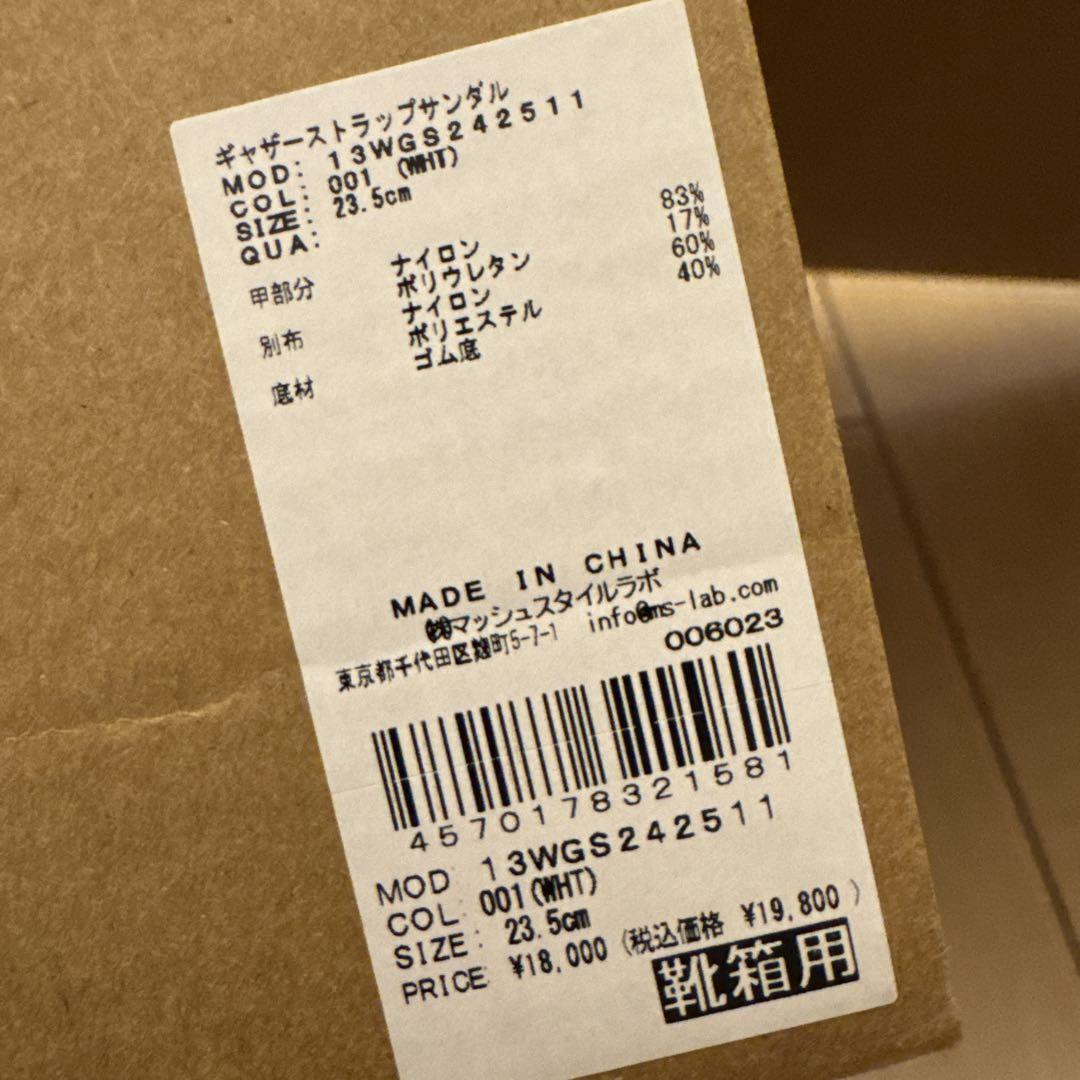 ギャザーストラップサンダル
MOD: 13WGS242511
COL: 001 (WHT)
SIZE: 23.5cm
QUA:
甲部分 ナイロン 83%
ポリウレタン 17%
別布 ナイロン 60%
ポリエステル 40%
底材 ゴム底
MADE IN CHINA
㈱マッシュスタイルラボ
東京都千代田区麹町5-7-1 info@ms-lab.com
006023
4570178321581
MOD 13WGS242511
COL: 001(WHT)
SIZE: 23.5cm
PRICE: ¥18,000 (税込価格 ¥19,800 )
靴箱用